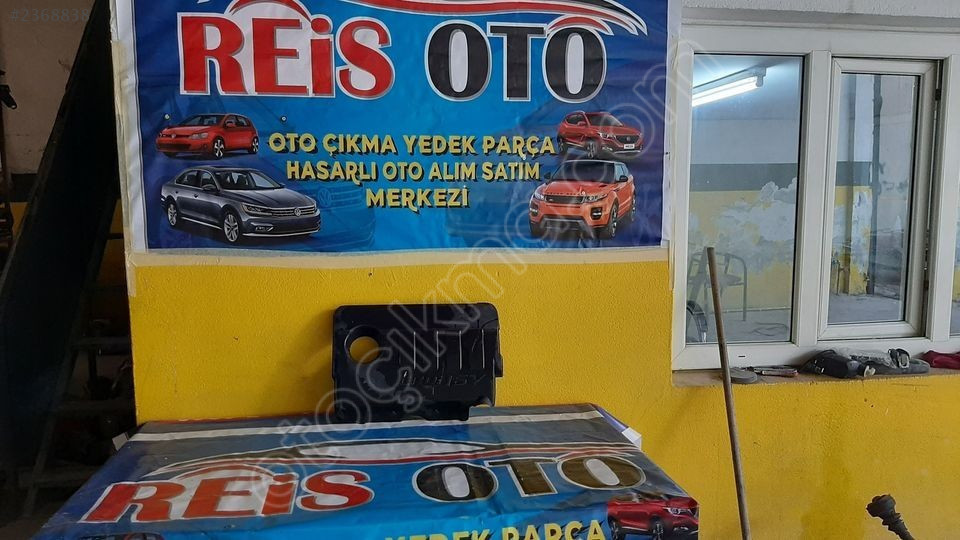 REiS OTO
OTO ÇIKMA YEDEK PARÇA
HASARLI OTO ALIM SATIM
MERKEZİ
REiS OTO
YEDEK PARÇA